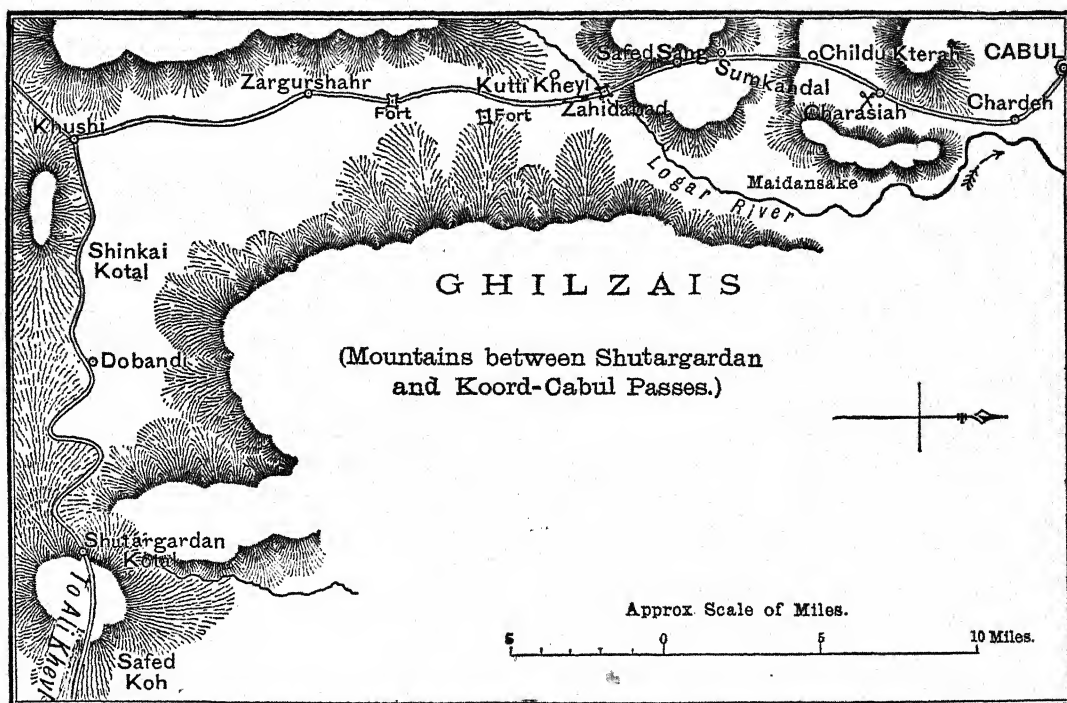 Safed Sang
Childu Kterah
CABUL
Zargurshahr
Kutti Kheyl
Sumkandal
Fort
Fort
Zahidabad
Charasiah
Chardeh
Khushi
Logar River
Maidansake
Shinkai
Kotal
GHILZAIS
Dobandi
(Mountains between Shutargardan
and Koord-Cabul Passes.)
Shutargardan
Kotul
To Ali Kheyl
Safed
Koh
Approx Scale of Miles.
5 0 5 10 Miles.